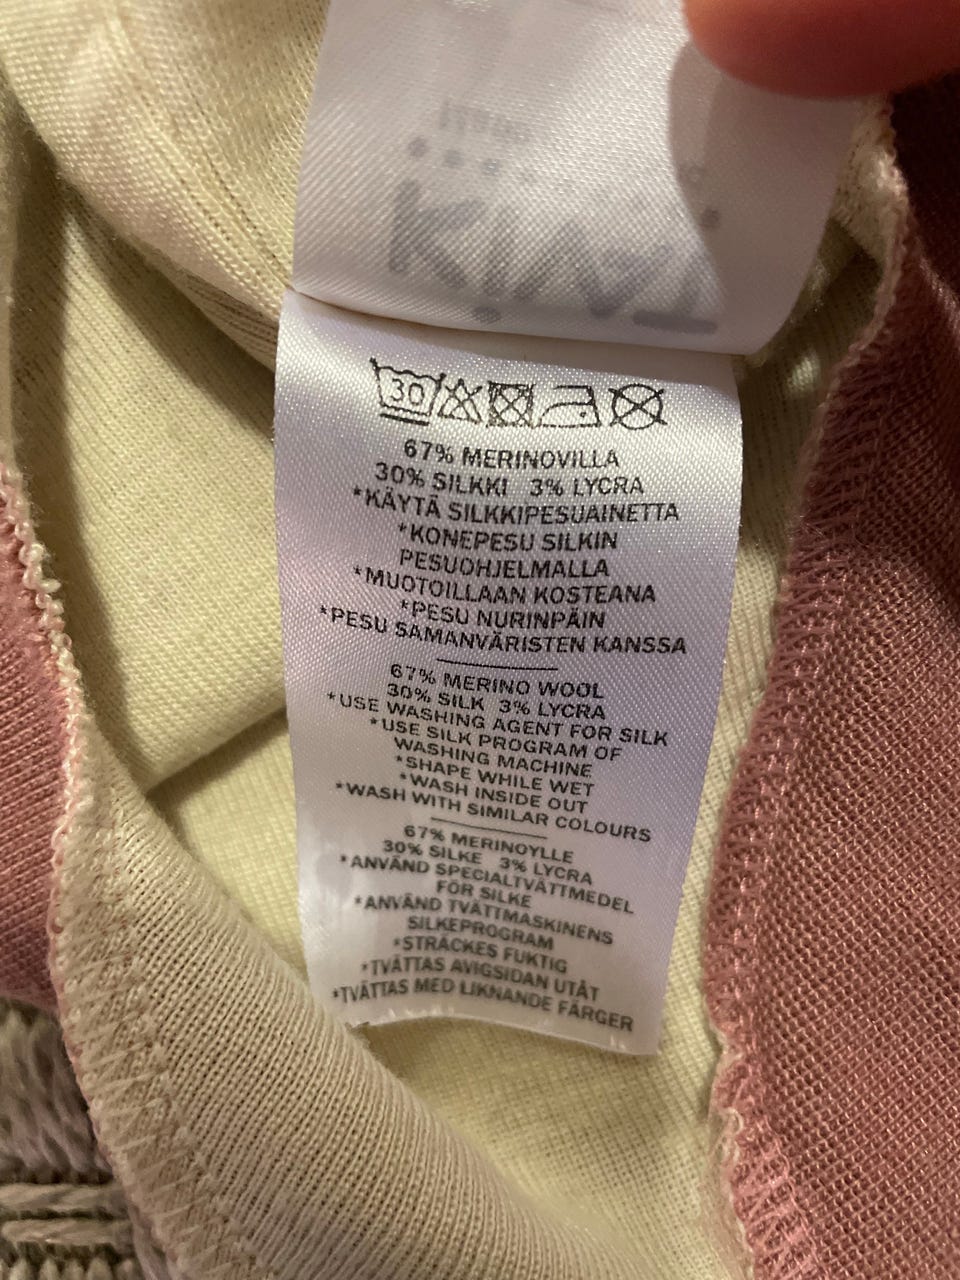 30
67% MERINOVILLA
30% SILKKI 3% LYCRA
*KÄYTÄ SILKKIPESUAINETTA
*KONEPESU SILKIN
PESUOHJELMALLA
*MUOTOILLAAN KOSTEANA
*PESU NURINPÄIN
*PESU SAMANVÄRISTEN KANSSA
67% MERINO WOOL
30% SILK 3% LYCRA
*USE WASHING AGENT FOR SILK
*USE SILK PROGRAM OF
WASHING MACHINE
*SHAPE WHILE WET
*WASH INSIDE OUT
*WASH WITH SIMILAR COLOURS
67% MERINOYLLE
30% SILKE 3% LYCRA
*ANVÄND SPECIALTVÄTTMEDEL
FÖR SILKE
*ANVÄND TVÄTTMASKINENS
SILKEPROGRAM
*STRÄCKES FUKTIG
*TVÄTTAS AVIGSIDAN UTÅT
*TVÄTTAS MED LIKNANDE FÄRGER